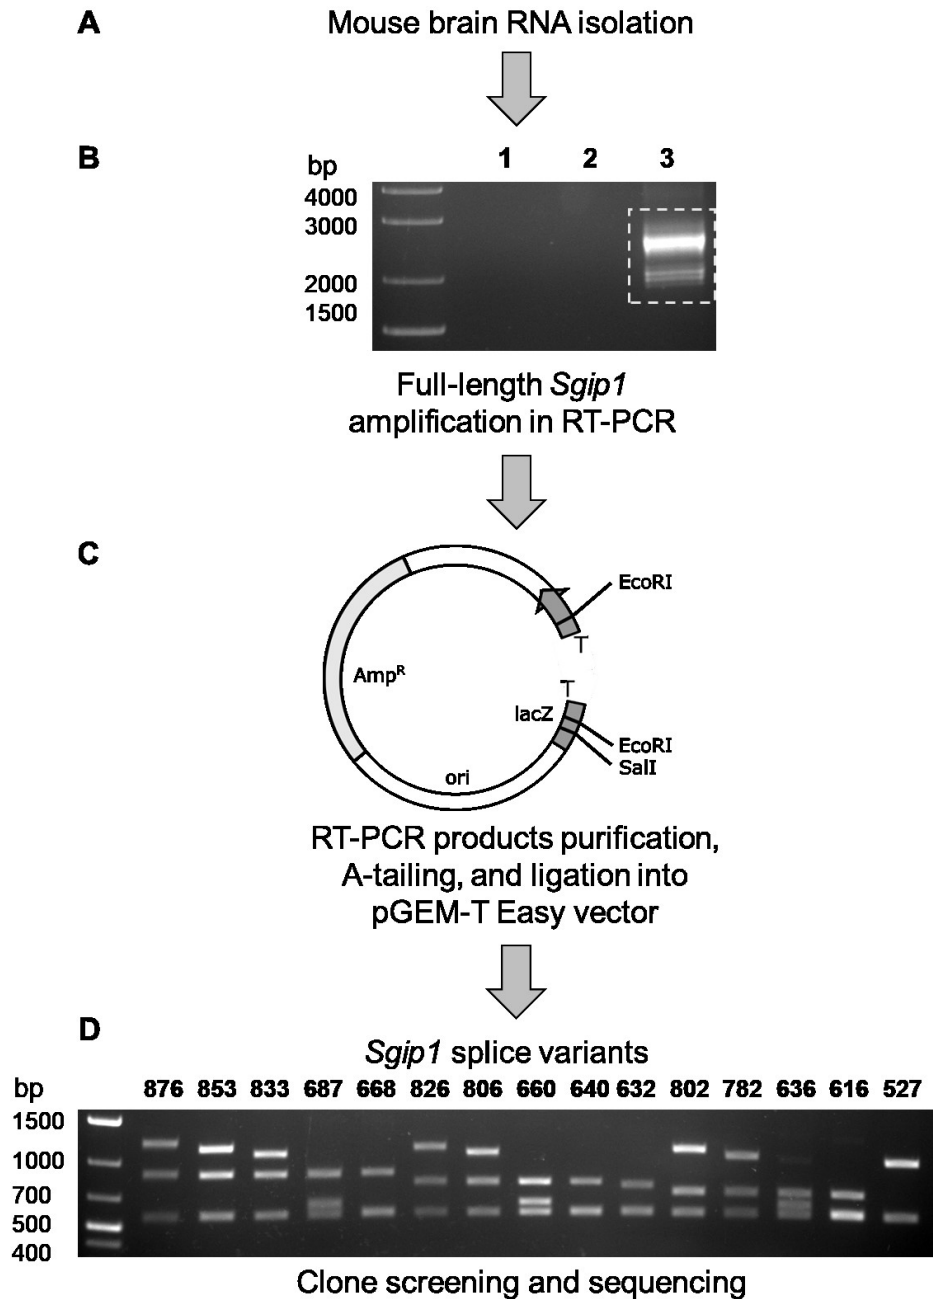 A
Mouse brain RNA isolation
B
bp 1 2 3
4000
3000
2000
1500
Full-length Sgip1
amplification in RT-PCR
C
EcoRI
T
AmpR
T
lacZ
EcoRI
SalI
ori
RT-PCR products purification,
A-tailing, and ligation into
pGEM-T Easy vector
D
Sgip1 splice variants
bp 876 853 833 687 668 826 806 660 640 632 802 782 636 616 527
1500
1000
700
500
400
Clone screening and sequencing